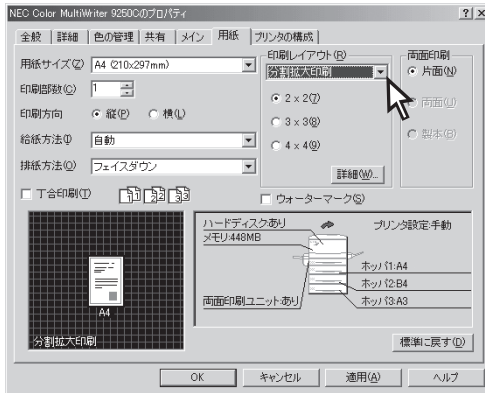 NEC Color MultiWriter 9250Cのプロパティ
全般 詳細 色の管理 共有 メイン 用紙 プリンタの構成
用紙サイズ(Z) A4 (210x297mm)
印刷部数(C) 1
印刷方向 縦(P) 横(L)
給紙方法(I) 自動
排紙方法(O) フェイスダウン
丁合印刷(T) 1 1 2 2 3 3
印刷レイアウト(R)
分割拡大印刷
2 x 2(7)
3 x 3(8)
4 x 4(9)
詳細(W)...
両面印刷
片面(N)
両面(U)
製本(B)
ウォーターマーク(S)
A4
分割拡大印刷
ハードディスクあり
メモリ:448MB
両面印刷ユニット:あり
プリンタ設定:手動
ホッパ1:A4
ホッパ2:B4
ホッパ3:A3
標準に戻す(D)
OK キャンセル 適用(A) ヘルプ